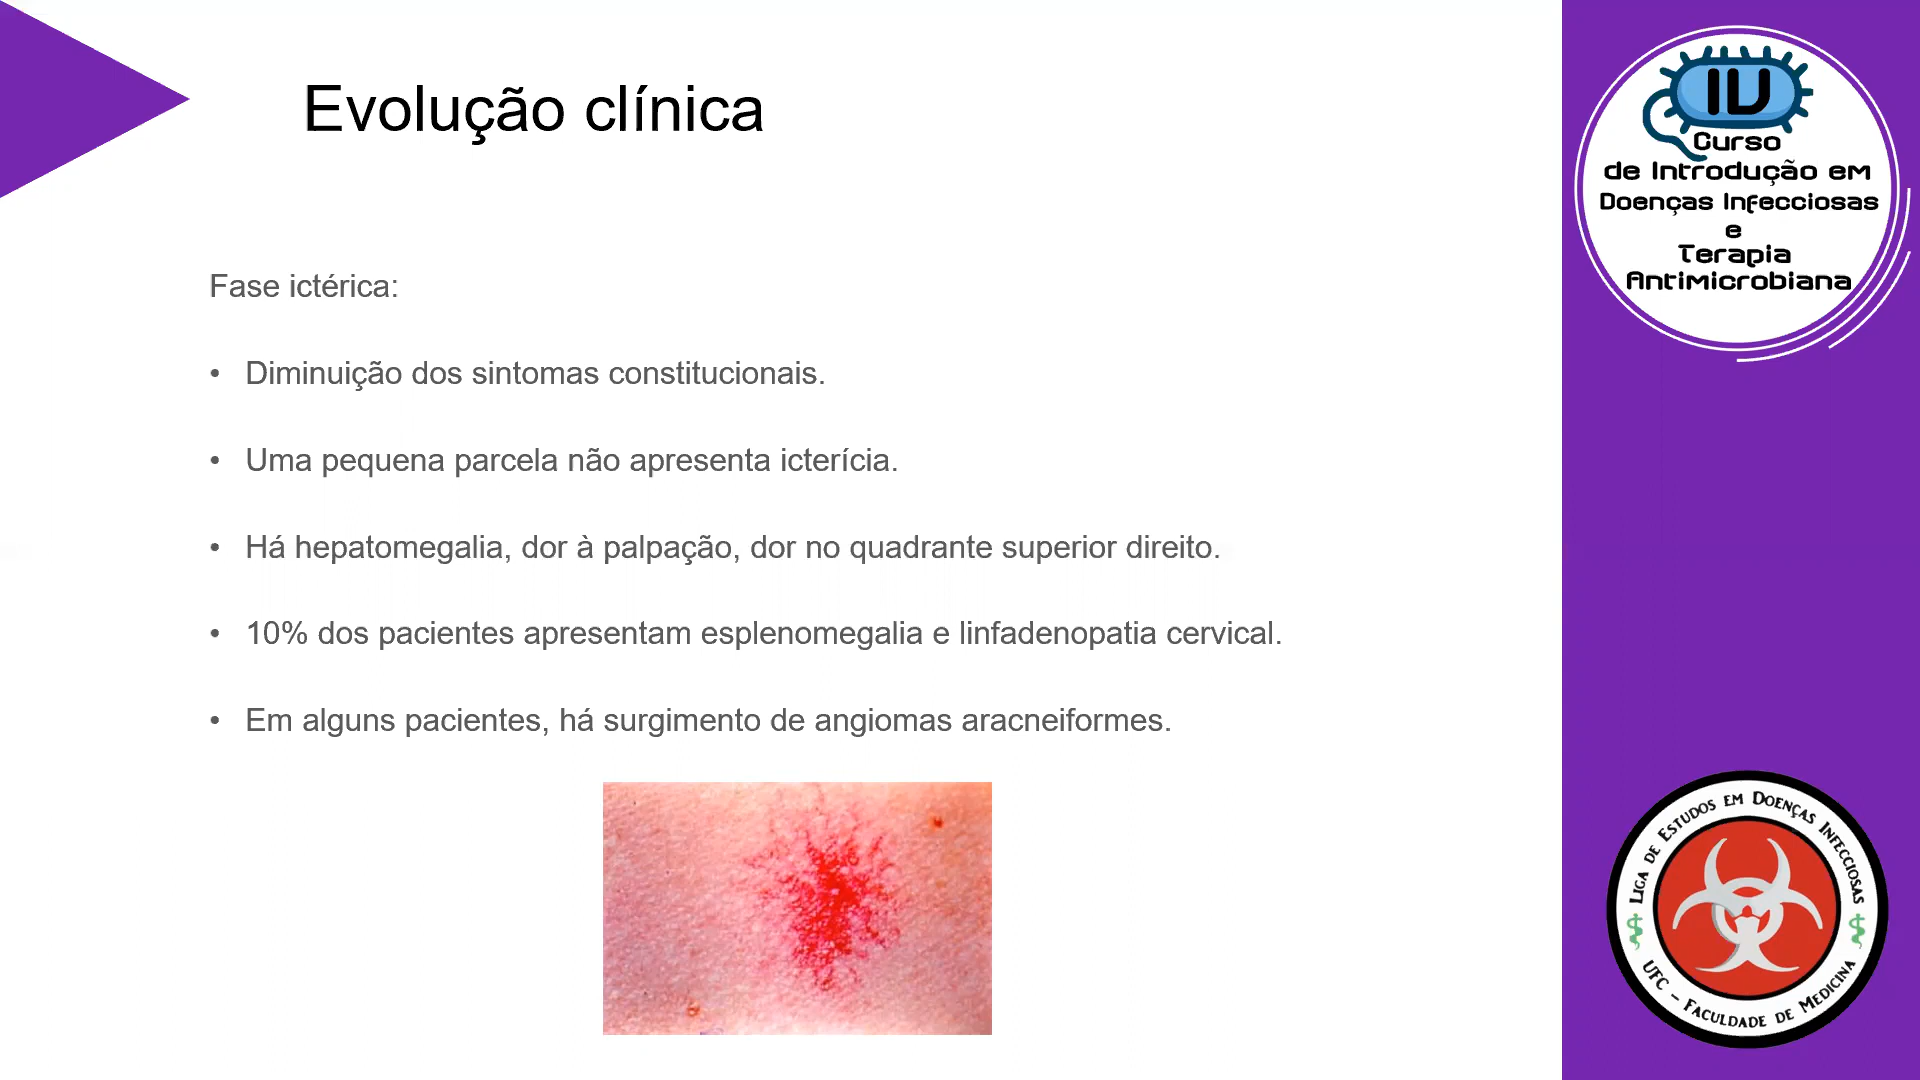 Evolução clínica
Fase ictérica:
• Diminuição dos sintomas constitucionais.
• Uma pequena parcela não apresenta icterícia.
• Há hepatomegalia, dor à palpação, dor no quadrante superior direito.
• 10% dos pacientes apresentam esplenomegalia e linfadenopatia cervical.
• Em alguns pacientes, há surgimento de angiomas aracneiformes.
IV
Curso
de Introdução em
Doenças Infecciosas
e
Terapia
Antimicrobiana
Liga de Estudos em Doenças Infecciosas
UFC - Faculdade de Medicina